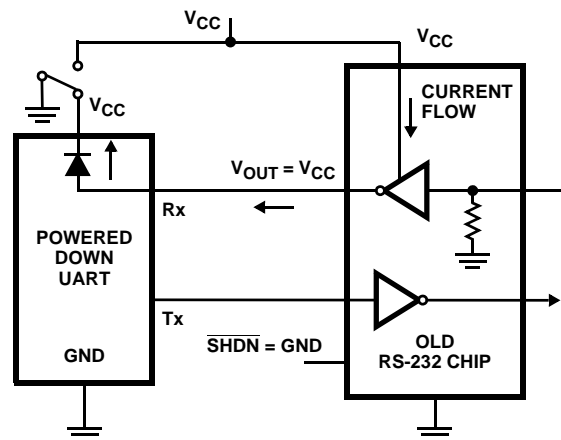 VCC
VCC
VCC
CURRENT
FLOW
VOUT = VCC
Rx
POWERED
DOWN
UART
Tx
GND
SHDN = GND
OLD
RS-232 CHIP